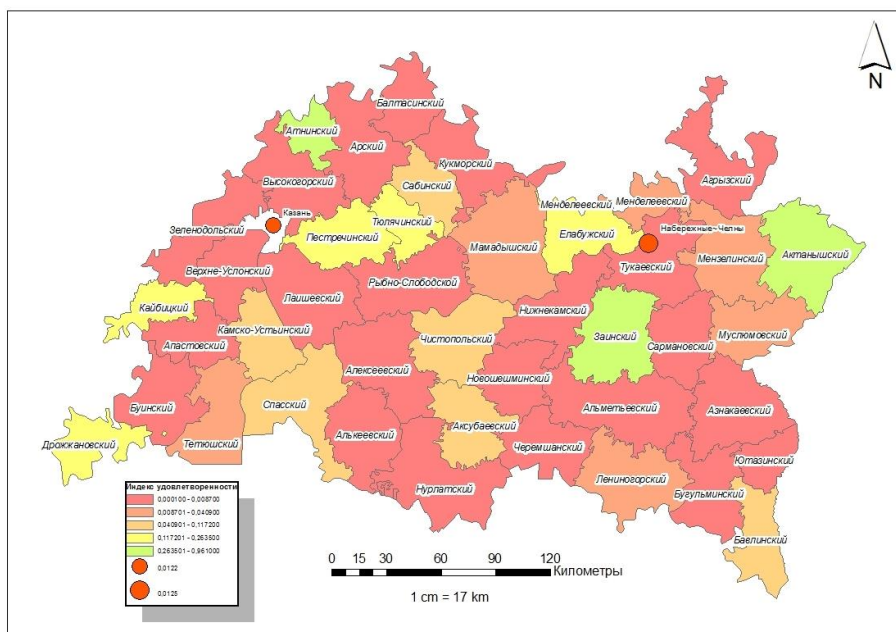 N
Балтасинский
Атнинский
Арский
Кукморский
Агрызский
Высокогорский
Сабинский
Менделеевский
Менделеевский
Казань
Тюлячинский
Зеленодольский
Пестречинский
Елабужский
Набережные-Челны
Мамадышский
Актанышский
Мензелинский
Тукаевский
Верхне-Услонский
Рыбно-Слободской
Лаишевский
Кайбицкий
Нижнекамский
Камско-Устьинский
Заинский
Муслюмовский
Чистопольский
Апастовский
Сармановский
Алексеевский
Новошешминский
Спасский
Буинский
Альметьевский
Азнакаевский
Аксубаевский
Дрожжановский
Тетюшский
Алькеевский
Черемшанский
Ютазинский
Лениногорский
Нурлатский
Бугульминский
Бавлинский
Индекс удовлетворенности
0,000100 - 0,008700
0,008701 - 0,040900
0,040901 - 0,117200
0,117201 - 0,263500
0,263501 - 0,961000
0,0122
0,0125
0 15 30 60 90 120
Километры
1 cm = 17 km